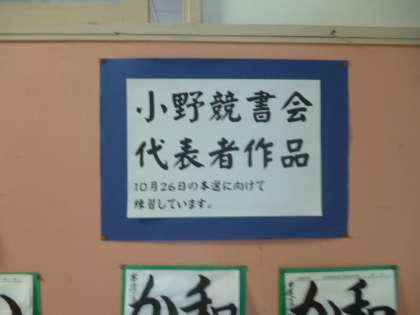 小野競書会
代表者作品
10月26日の本選に向けて
練習しています。
和
和